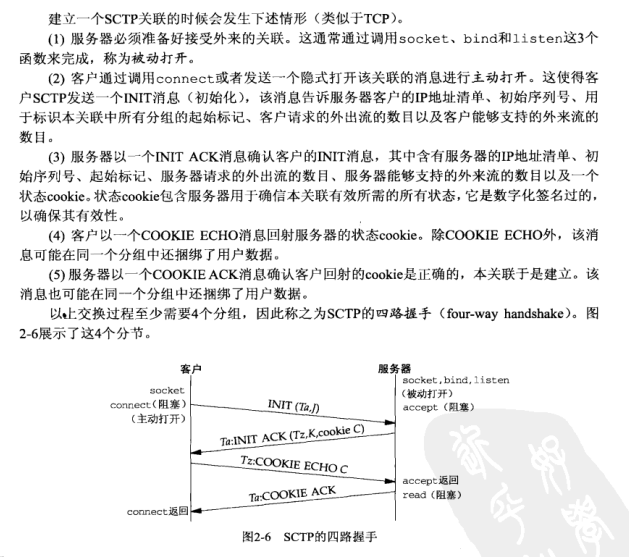 建立一个SCTP关联的时候会发生下述情形（类似于TCP）。
(1) 服务器必须准备好接受外来的关联。这通常通过调用socket、bind和listen这3个
函数来完成，称为被动打开。
(2) 客户通过调用connect或者发送一个隐式打开该关联的消息进行主动打开。这使得客
户SCTP发送一个INIT消息（初始化），该消息告诉服务器客户的IP地址清单、初始序列号、用
于标识本关联中所有分组的起始标记、客户请求的外出流的数目以及客户能够支持的外来流的
数目。
(3) 服务器以一个INIT ACK消息确认客户的INIT消息，其中含有服务器的IP地址清单、初
始序列号、起始标记、服务器请求的外出流的数目、服务器能够支持的外来流的数目以及一个
状态cookie。状态cookie包含服务器用于确信本关联有效所需的所有状态，它是数字化签名过的，
以确保其有效性。
(4) 客户以一个COOKIE ECHO消息回射服务器的状态cookie。除COOKIE ECHO外，该消
息可能在同一个分组中还捆绑了用户数据。
(5) 服务器以一个COOKIE ACK消息确认客户回射的cookie是正确的，本关联于是建立。该
消息也可能在同一个分组中还捆绑了用户数据。
以上交换过程至少需要4个分组，因此称之为SCTP的四路握手（four-way handshake）。图
2-6展示了这4个分节。
客户
服务器
socket
connect（阻塞）
（主动打开）
socket,bind,listen
（被动打开）
accept（阻塞）
INIT (Ta,J)
Ta:INIT ACK (Tz,K,cookie C)
Tz:COOKIE ECHO C
accept返回
read（阻塞）
Ta:COOKIE ACK
connect返回
图2-6 SCTP的四路握手